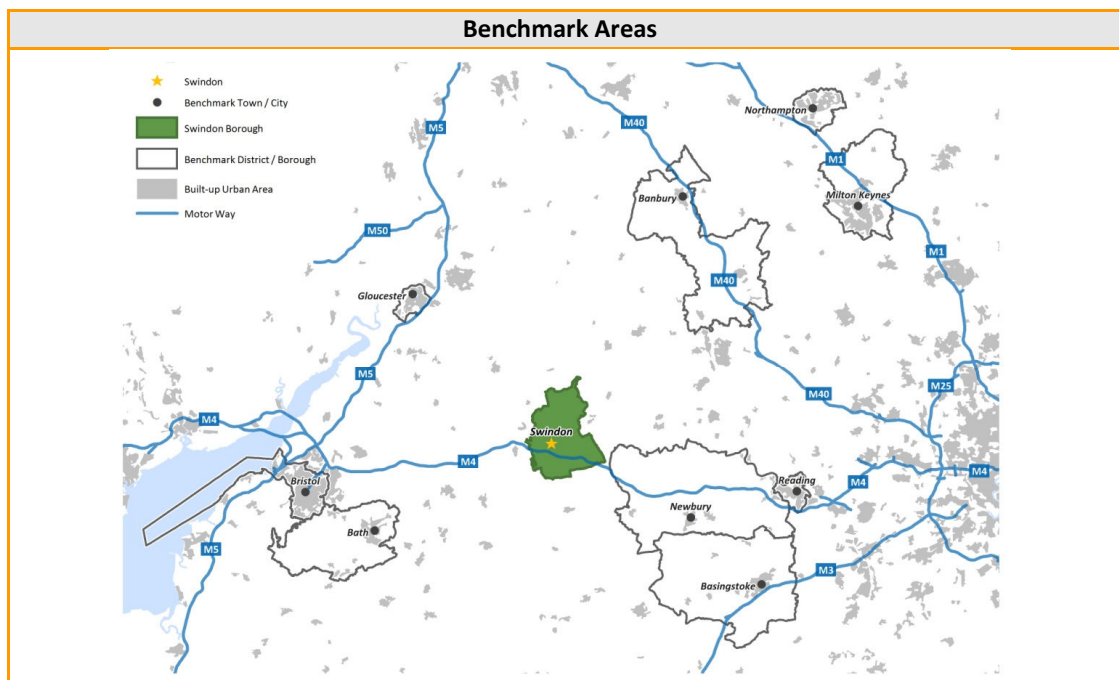 Benchmark Areas
Swindon
Benchmark Town / City
Swindon Borough
Benchmark District / Borough
Built-up Urban Area
Motor Way
M5
M40
Northampton
M1
Banbury
Milton Keynes
M50
M1
M40
Gloucester
M5
M25
M40
M4
Swindon
M4
M4
M4
Bristol
Reading
Newbury
Bath
M5
M3
Basingstoke